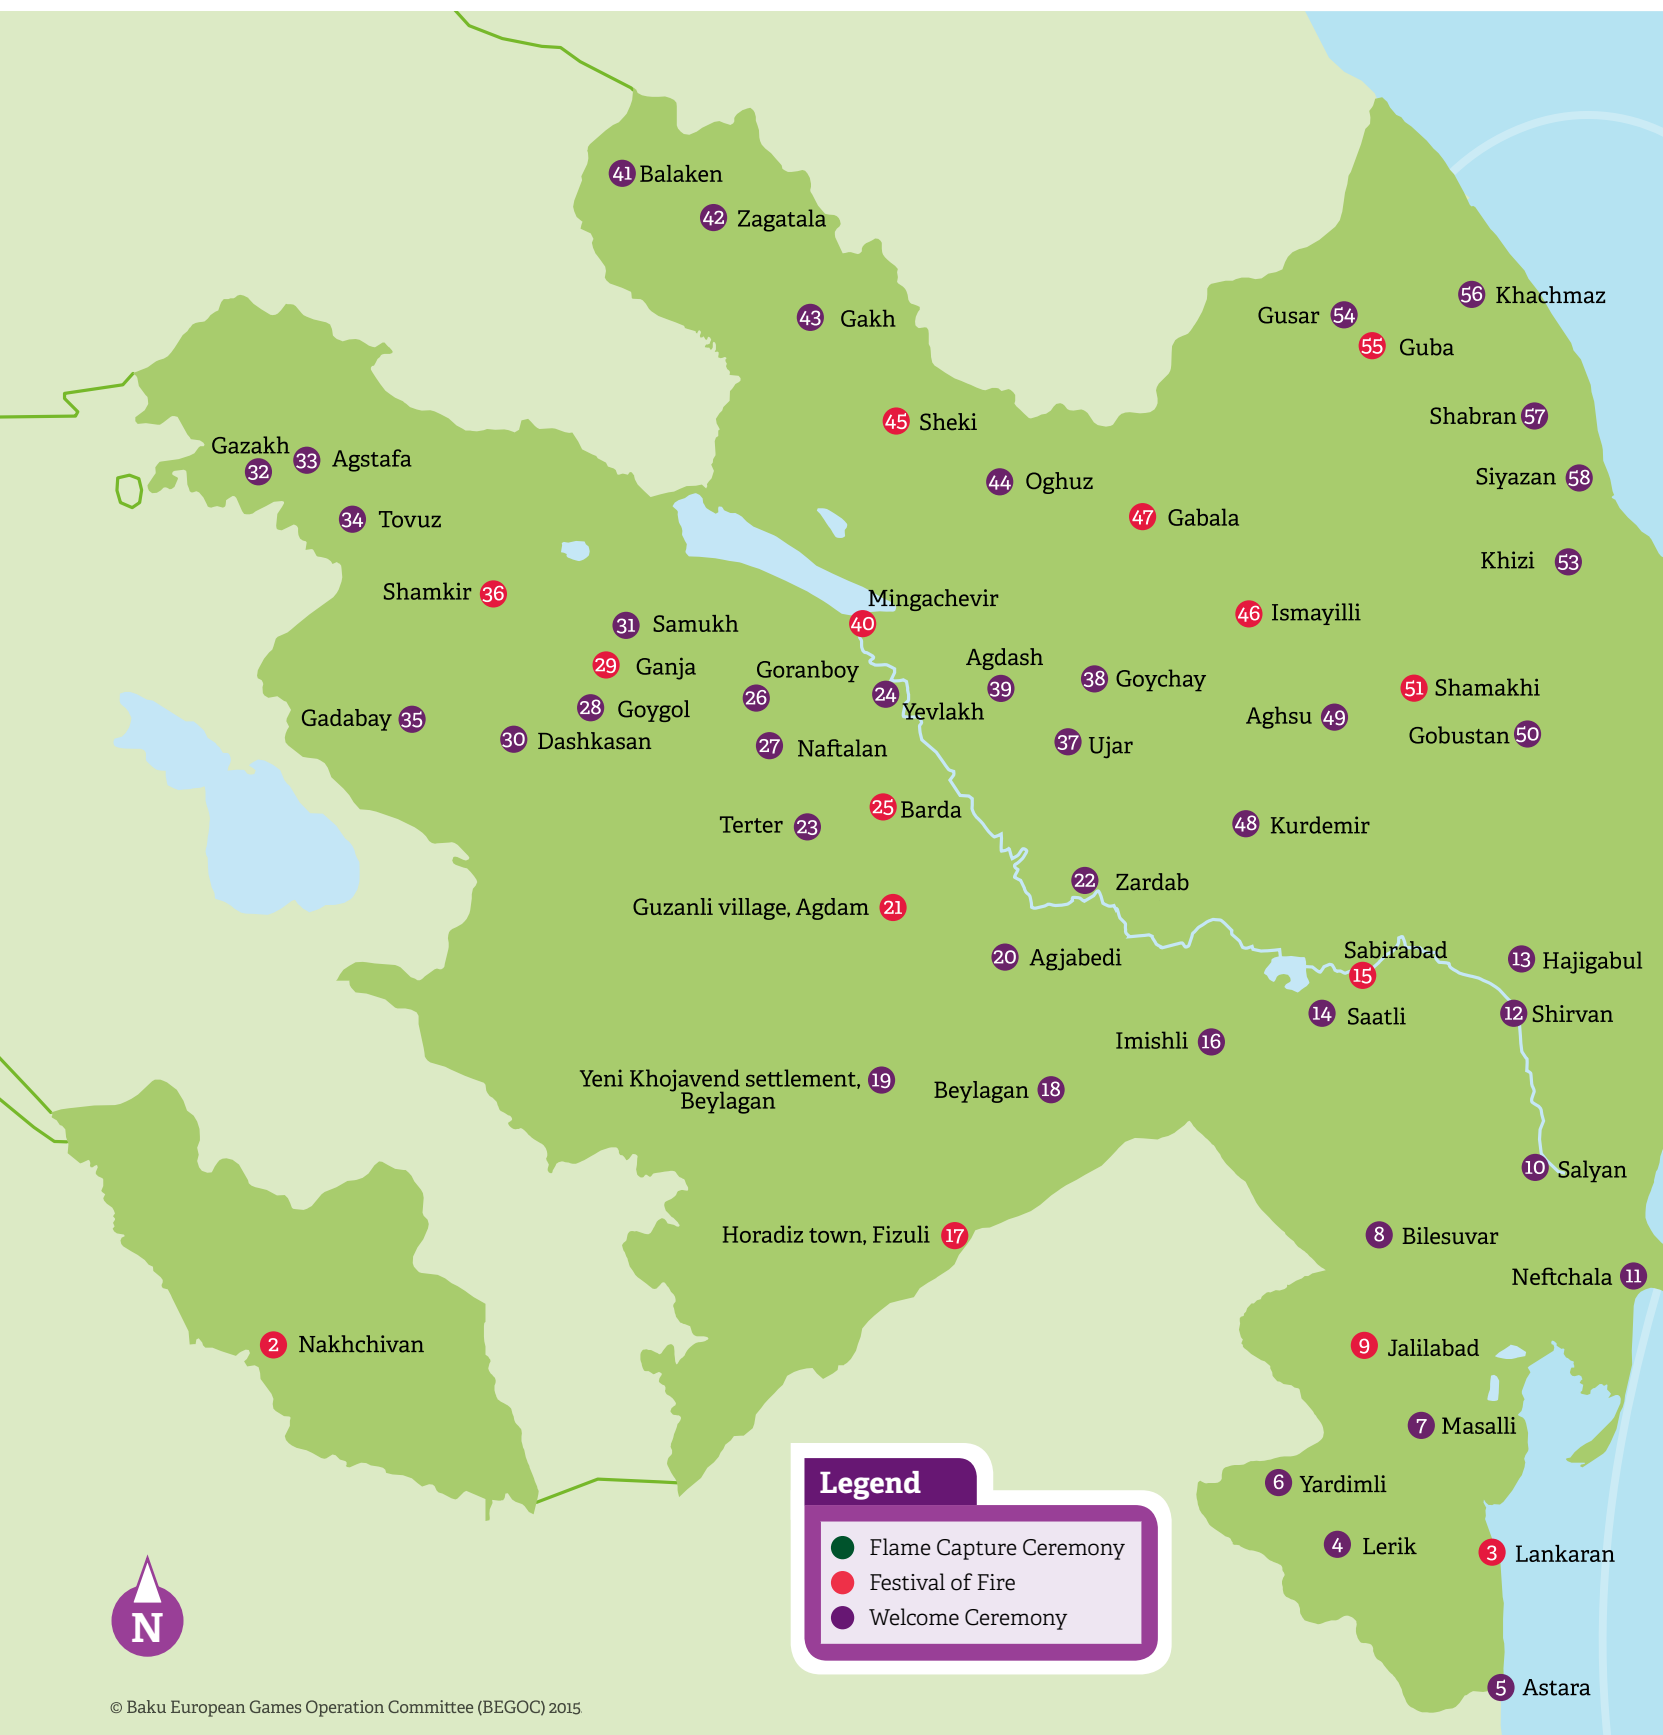 41 Balaken
42 Zagatala
56 Khachmaz
Gusar 54
43 Gakh
55 Guba
Shabran 57
45 Sheki
Gazakh
32
33 Agstafa
Siyazan 58
44 Oghuz
34 Tovuz
47 Gabala
Khizi 53
Shamkir 36
Mingachevir
40
46 Ismayilli
31 Samukh
29 Ganja
Goranboy
26
Agdash
39
38 Goychay
51 Shamakhi
24
Yevlakh
28 Goygol
Gadabay 35
Aghsu 49
Gobustan 50
30 Dashkasan
27 Naftalan
37 Ujar
25 Barda
Terter 23
48 Kurdemir
22 Zardab
Guzanli village, Agdam 21
Sabirabad
15
20 Agjabedi
13 Hajigabul
14 Saatli
12 Shirvan
Imishli 16
Yeni Khojavend settlement,
Beylagan
19
Beylagan 18
10 Salyan
Horadiz town, Fizuli 17
8 Bilesuvar
Neftchala 11
2 Nakhchivan
9 Jalilabad
7 Masalli
6 Yardimli
4 Lerik
3 Lankaran
5 Astara
Legend
Flame Capture Ceremony
Festival of Fire
Welcome Ceremony
N
© Baku European Games Operation Committee (BEGOC) 2015